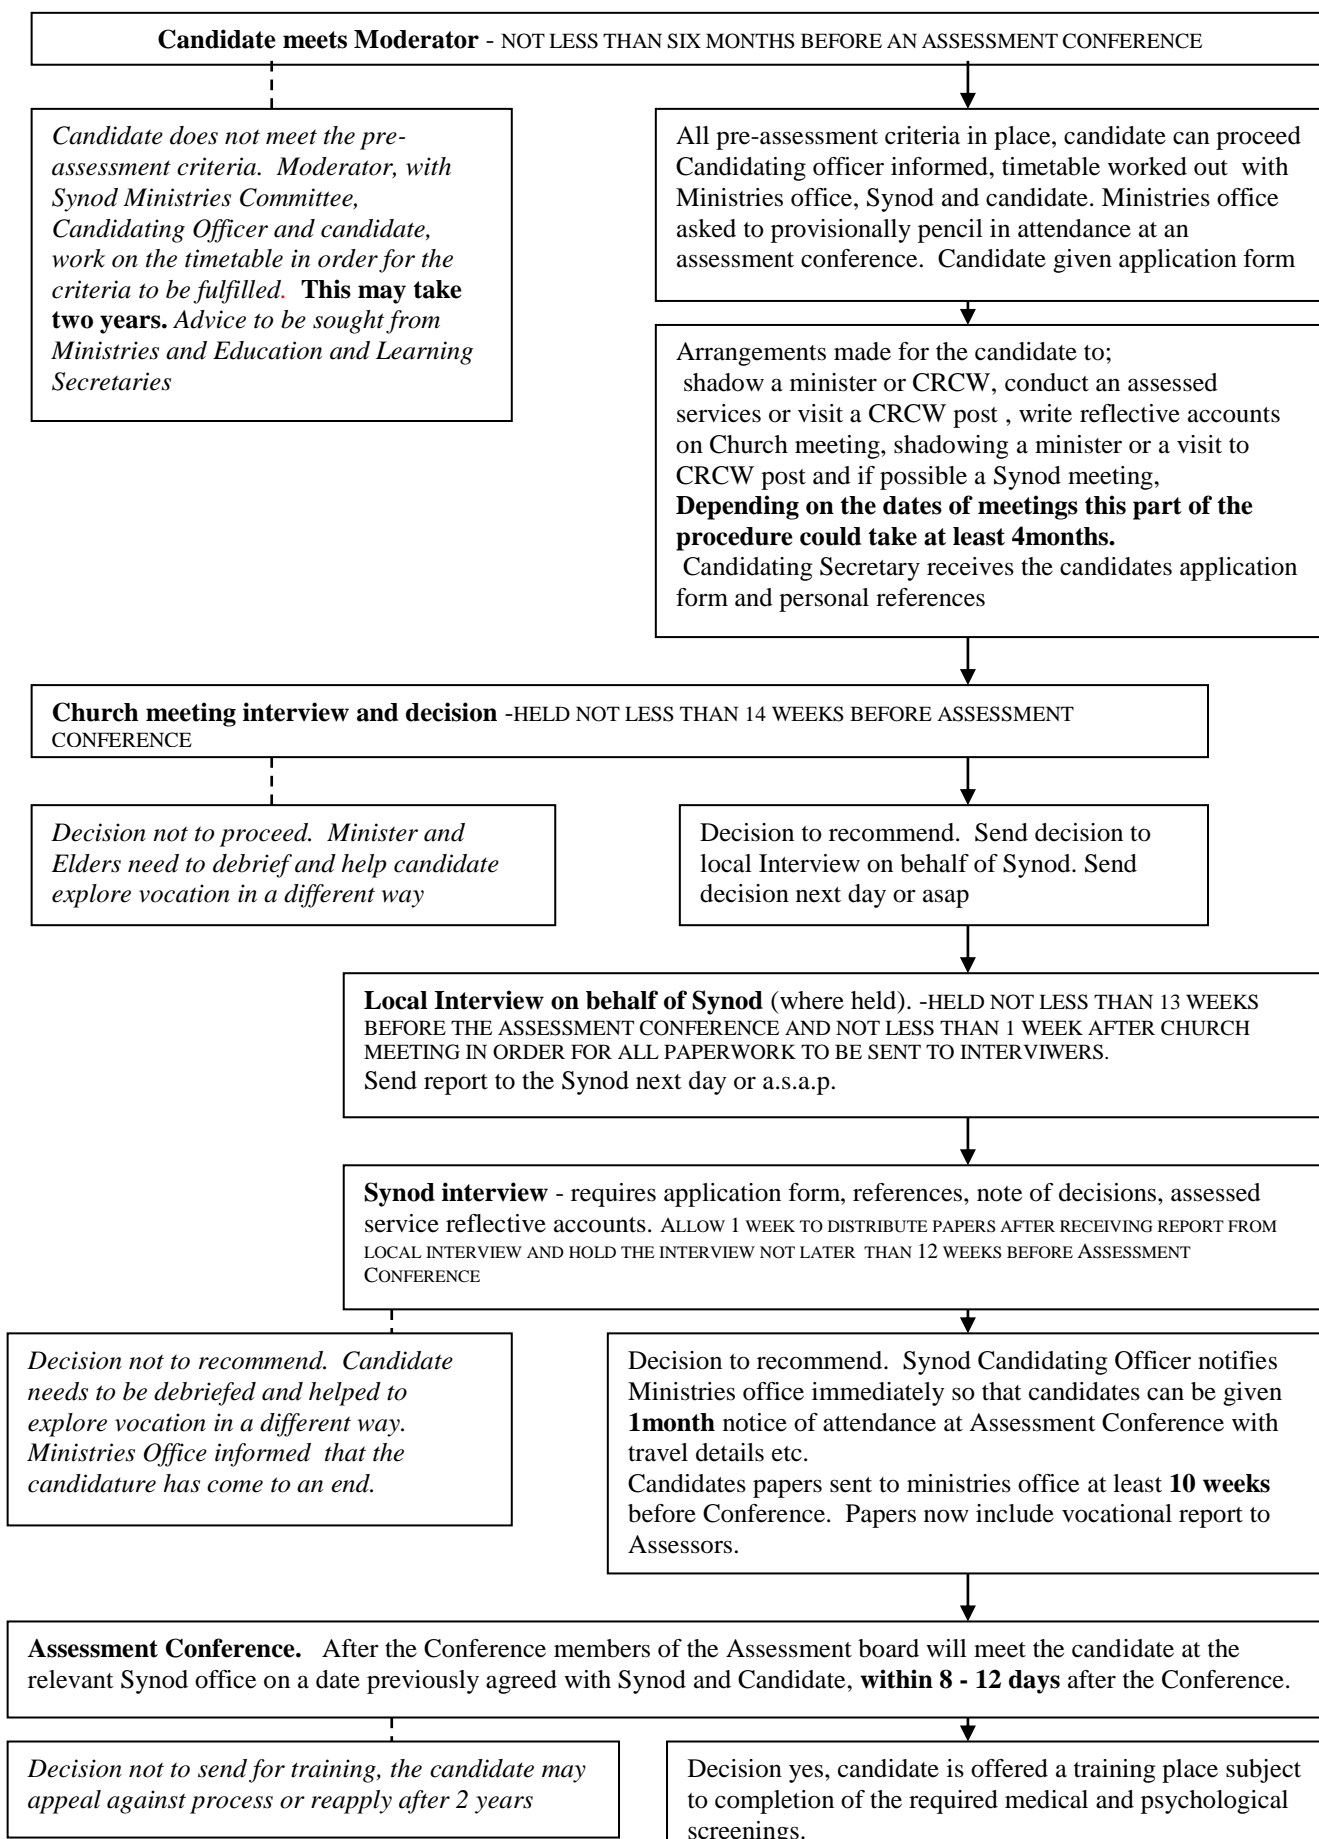 Candidate meets Moderator - NOT LESS THAN SIX MONTHS BEFORE AN ASSESSMENT CONFERENCE
Candidate does not meet the pre-
assessment criteria. Moderator, with
Synod Ministries Committee,
Candidating Officer and candidate,
work on the timetable in order for the
criteria to be fulfilled. This may take
two years. Advice to be sought from
Ministries and Education and Learning
Secretaries
All pre-assessment criteria in place, candidate can proceed
Candidating officer informed, timetable worked out with
Ministries office, Synod and candidate. Ministries office
asked to provisionally pencil in attendance at an
assessment conference. Candidate given application form
Arrangements made for the candidate to;
shadow a minister or CRCW, conduct an assessed
services or visit a CRCW post , write reflective accounts
on Church meeting, shadowing a minister or a visit to
CRCW post and if possible a Synod meeting,
Depending on the dates of meetings this part of the
procedure could take at least 4months.
Candidating Secretary receives the candidates application
form and personal references
Church meeting interview and decision -HELD NOT LESS THAN 14 WEEKS BEFORE ASSESSMENT
CONFERENCE
Decision not to proceed. Minister and
Elders need to debrief and help candidate
explore vocation in a different way
Decision to recommend. Send decision to
local Interview on behalf of Synod. Send
decision next day or asap
Local Interview on behalf of Synod (where held). -HELD NOT LESS THAN 13 WEEKS
BEFORE THE ASSESSMENT CONFERENCE AND NOT LESS THAN 1 WEEK AFTER CHURCH
MEETING IN ORDER FOR ALL PAPERWORK TO BE SENT TO INTERVIWERS.
Send report to the Synod next day or a.s.a.p.
Synod interview - requires application form, references, note of decisions, assessed
service reflective accounts. ALLOW 1 WEEK TO DISTRIBUTE PAPERS AFTER RECEIVING REPORT FROM
LOCAL INTERVIEW AND HOLD THE INTERVIEW NOT LATER THAN 12 WEEKS BEFORE ASSESSMENT
CONFERENCE
Decision not to recommend. Candidate
needs to be debriefed and helped to
explore vocation in a different way.
Ministries Office informed that the
candidature has come to an end.
Decision to recommend. Synod Candidating Officer notifies
Ministries office immediately so that candidates can be given
1month notice of attendance at Assessment Conference with
travel details etc.
Candidates papers sent to ministries office at least 10 weeks
before Conference. Papers now include vocational report to
Assessors.
Assessment Conference. After the Conference members of the Assessment board will meet the candidate at the
relevant Synod office on a date previously agreed with Synod and Candidate, within 8 - 12 days after the Conference.
Decision not to send for training, the candidate may
appeal against process or reapply after 2 years
Decision yes, candidate is offered a training place subject
to completion of the required medical and psychological
screenings.